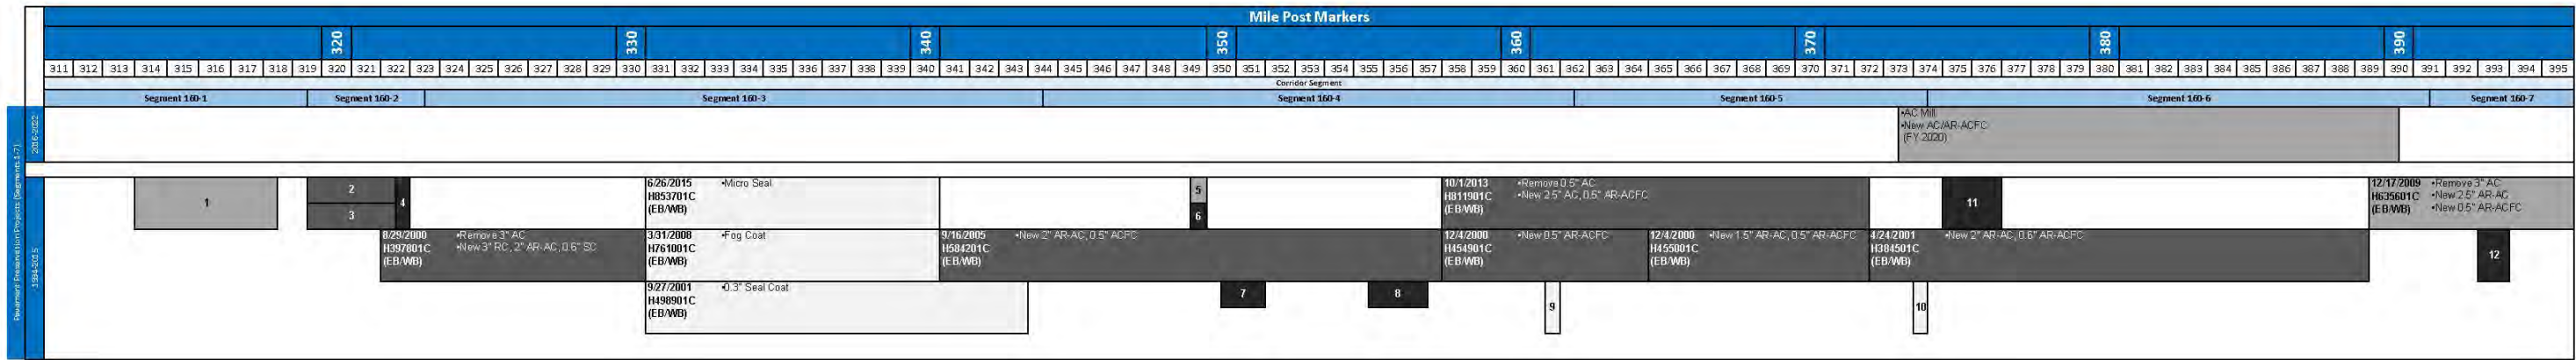 Mile Post Markers
320 330 340 350 360 370 380 390
311 312 313 314 315 316 317 318 319 320 321 322 323 324 325 326 327 328 329 330 331 332 333 334 335 336 337 338 339 340 341 342 343 344 345 346 347 348 349 350 351 352 353 354 355 356 357 358 359 360 361 362 363 364 365 366 367 368 369 370 371 372 373 374 375 376 377 378 379 380 381 382 383 384 385 386 387 388 389 390 391 392 393 394 395
Corridor Segment
Segment 160-1 Segment 160-2 Segment 160-3 Segment 160-4 Segment 160-5 Segment 160-6 Segment 160-7
Pavement Preservation Projects (Segments 1-7)
2016-2022
•AC Mill
•New AC/AR-ACFC
(FY 2020)
1994-2015
1
2
3
4
6/26/2015 •Micro Seal
H853701C
(EB/WB)
5
6
10/1/2013 •Remove 0.5" AC
H811901C •New 2.5" AC, 0.5" AR-ACFC
(EB/WB)
11
12/17/2009 •Remove 3" AC
H635601C •New 2.5" AR-AC
(EB/WB) •New 0.5" AR-ACFC
8/29/2000 •Remove 3" AC
H397801C •New 3" RC, 2" AR-AC, 0.6" SC
(EB/WB)
3/31/2008 •Fog Coat
H761001C
(EB/WB)
9/16/2005 •New 2" AR-AC, 0.5" ACFC
H584201C
(EB/WB)
12/4/2000 •New 0.5" AR-ACFC
H454901C
(EB/WB)
12/4/2000 •New 1.5" AR-AC, 0.5" AR-ACFC
H455001C
(EB/WB)
4/24/2001 •New 2" AR-AC, 0.6" AR-ACFC
H384501C
(EB/WB)
12
9/27/2001 •0.3" Seal Coat
H498901C
(EB/WB)
7
8
9
10